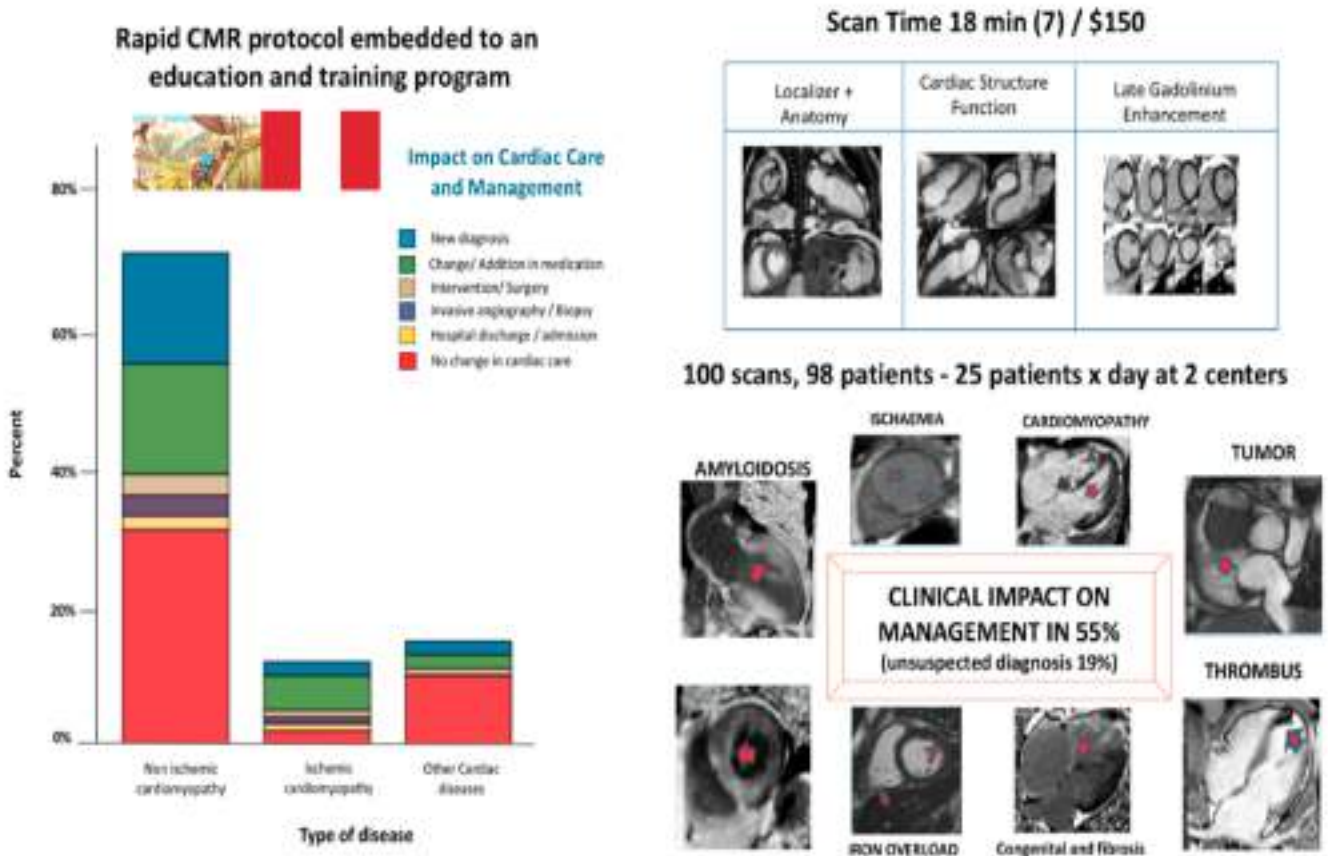 Rapid CMR protocol embedded to an
education and training program
Impact on Cardiac Care
and Management
New diagnosis
Change/ Addition in medication
Intervention/ Surgery
Invasive angiography / Biopsy
Hospital discharge / admission
No change in cardiac care
Percent
80%
60%
40%
20%
0%
Non ischemic
cardiomyopathy
Ischemic
cardiomyopathy
Other Cardiac
diseases
Type of disease
Scan Time 18 min (7) / $150
Localizer +
Anatomy
Cardiac Structure
Function
Late Gadolinium
Enhancement
100 scans, 98 patients - 25 patients x day at 2 centers
ISCHAEMIA
CARDIOMYOPATHY
AMYLOIDOSIS
TUMOR
CLINICAL IMPACT ON
MANAGEMENT IN 55%
(unsuspected diagnosis 19%)
THROMBUS
IRON OVERLOAD
Congenital and fibrosis